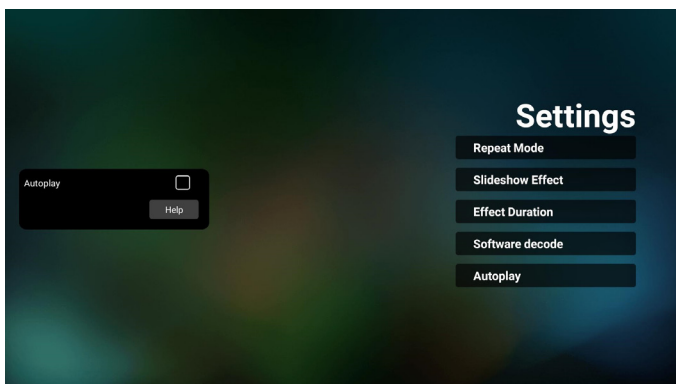 Settings
Repeat Mode
Slideshow Effect
Effect Duration
Software decode
Autoplay
Autoplay
Help